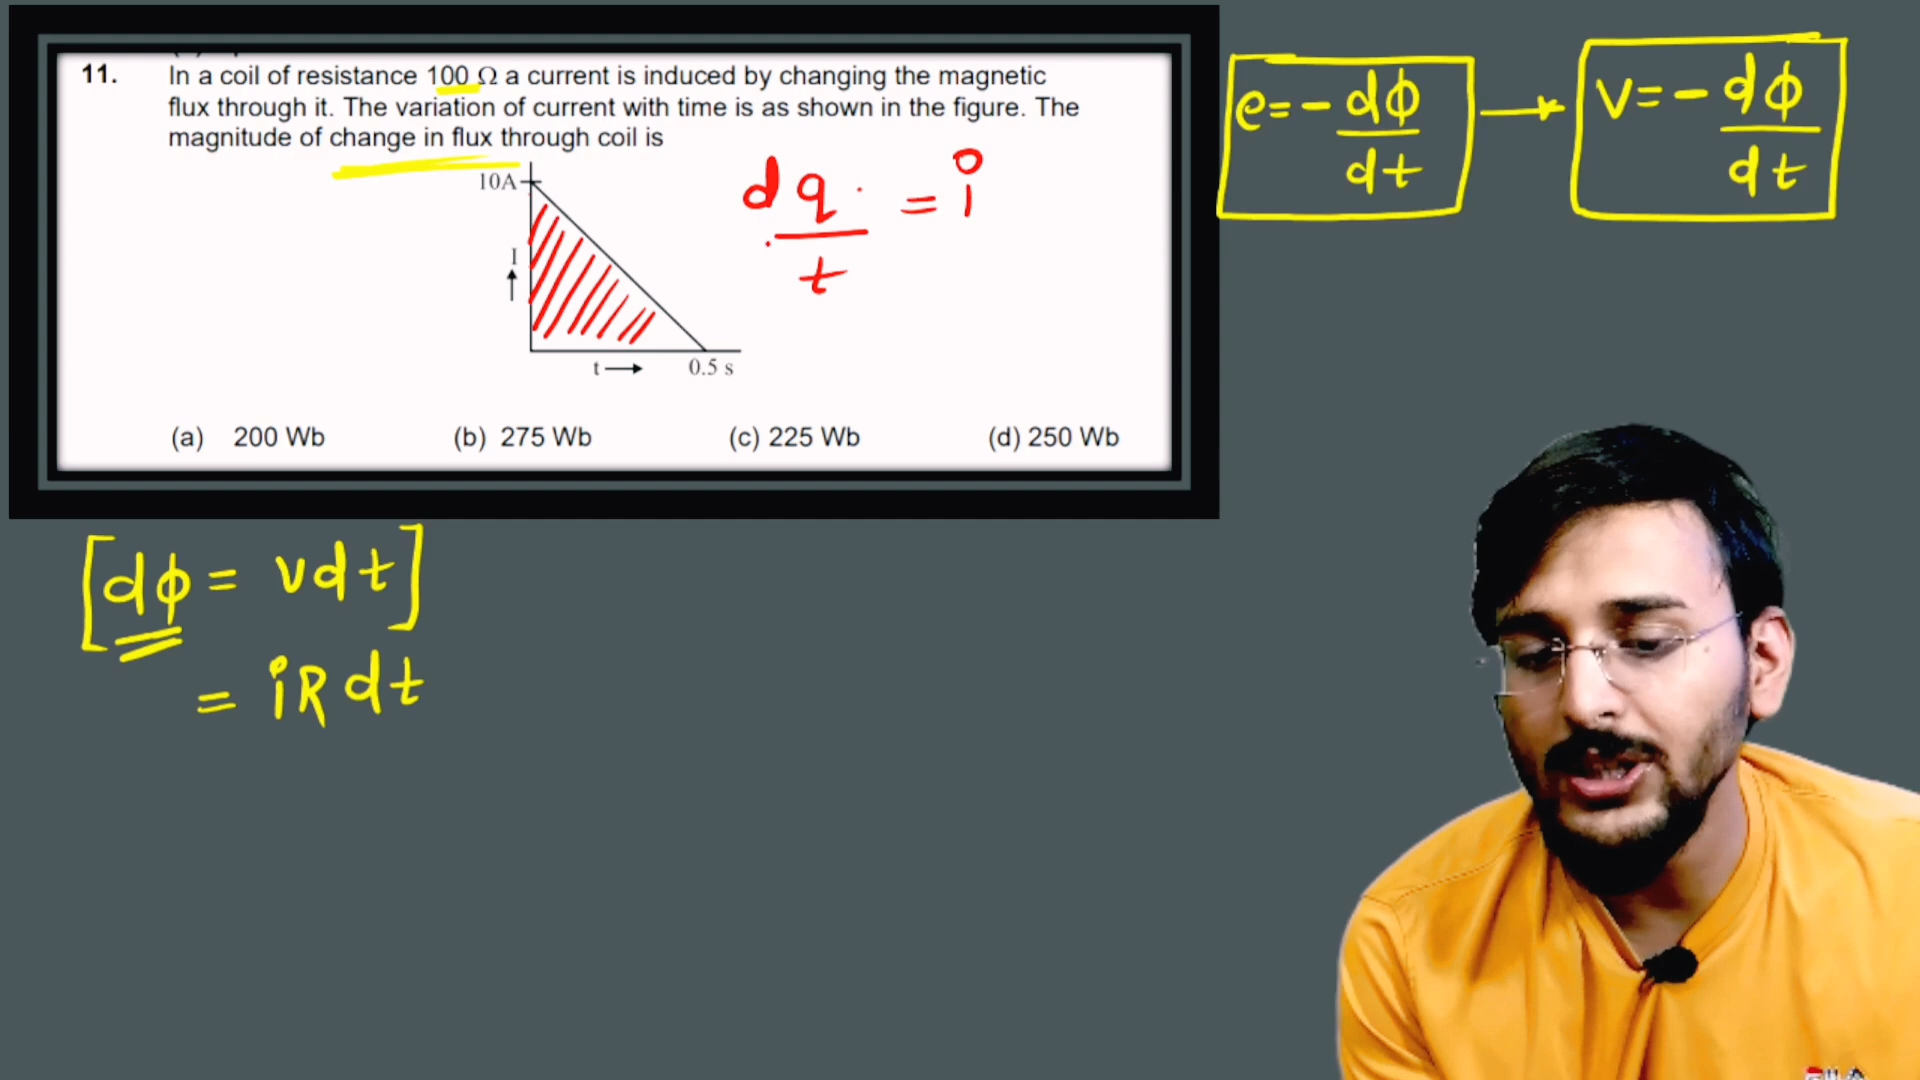 11. In a coil of resistance 100 Ω a current is induced by changing the magnetic
flux through it. The variation of current with time is as shown in the figure. The
magnitude of change in flux through coil is
10A
I
t
0.5 s
(a) 200 Wb (b) 275 Wb (c) 225 Wb (d) 250 Wb
dq/t = i
e = - dϕ/dt → v = - dϕ/dt
[dϕ = vdt]
= iRdt